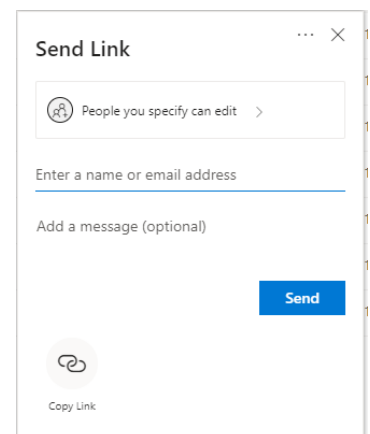 Send Link
People you specify can edit
Enter a name or email address
Add a message (optional)
Send
Copy Link